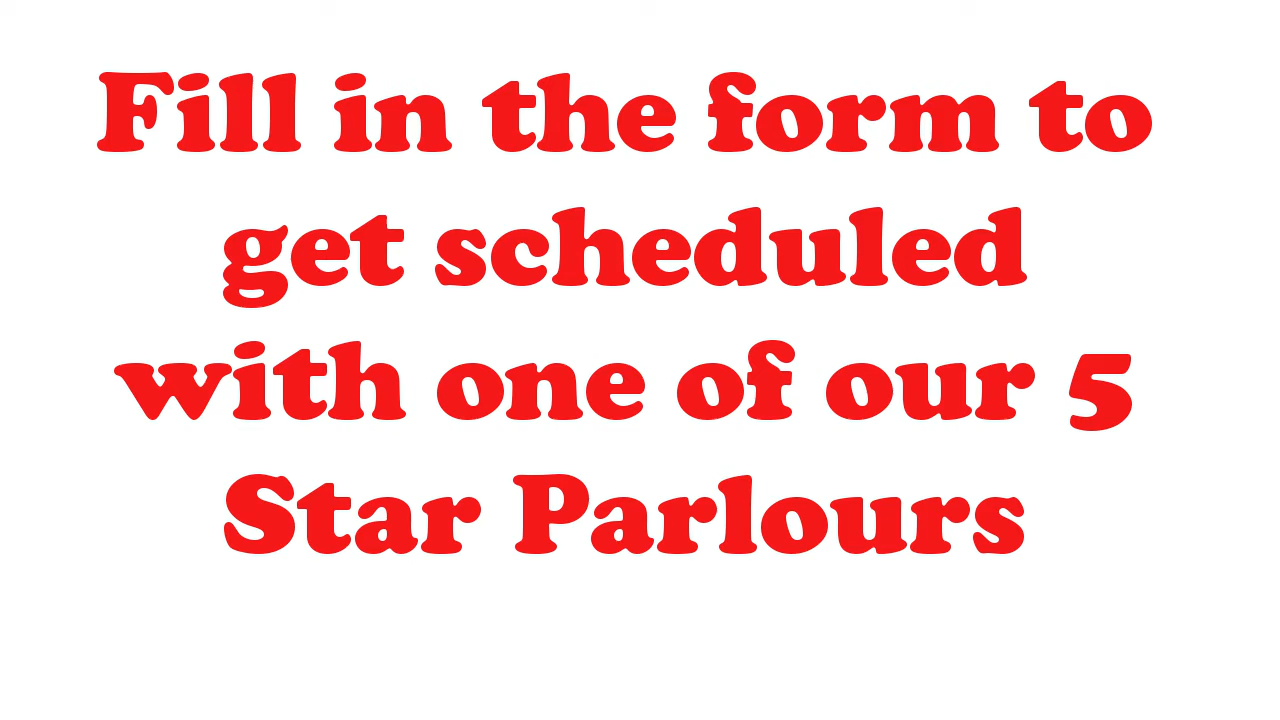 Fill in the form to
get scheduled
with one of our 5
Star Parlours